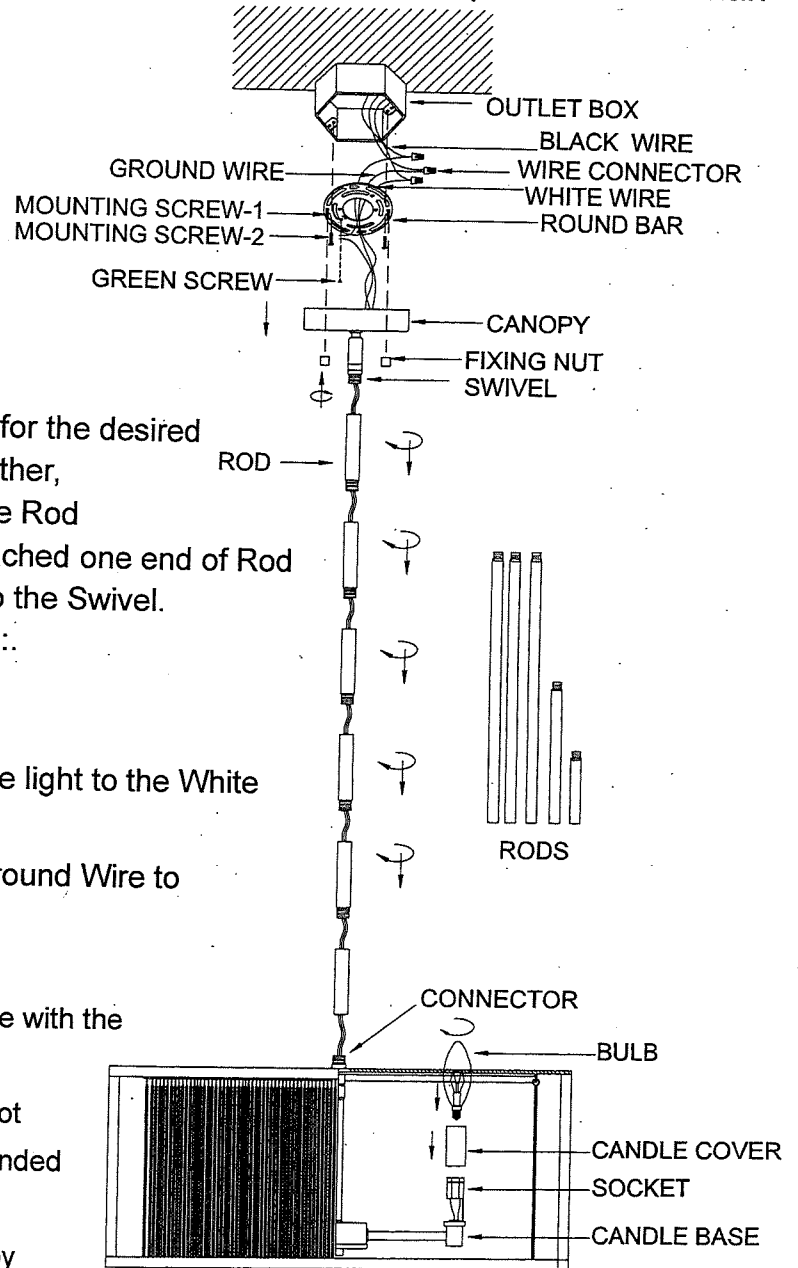 OUTLET BOX
BLACK WIRE
GROUND WIRE
WIRE CONNECTOR
WHITE WIRE
MOUNTING SCREW-1
ROUND BAR
MOUNTING SCREW-2
GREEN SCREW
CANOPY
FIXING NUT
SWIVEL
for the desired
ROD
ther,
e Rod
ched one end of Rod
o the Swivel.
:.
e light to the White
RODS
round Wire to
CONNECTOR
e with the
BULB
ot
nded
CANDLE COVER
SOCKET
CANDLE BASE
by